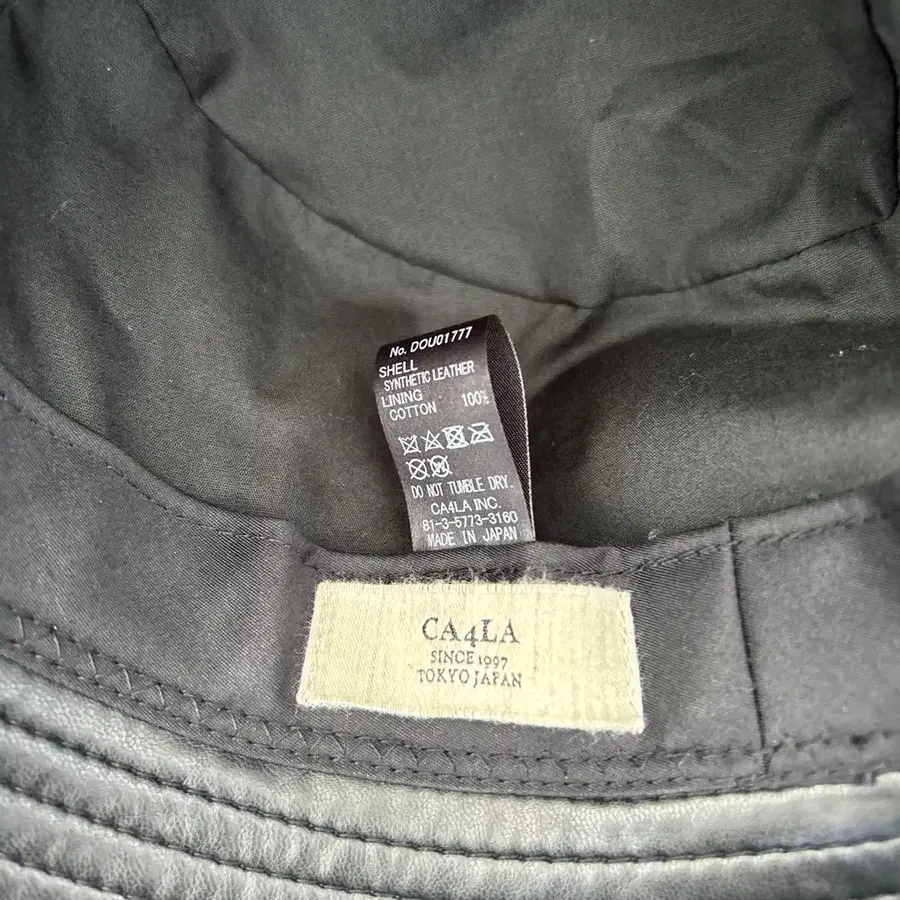 No. DOU01777
SHELL
SYNTHETIC LEATHER
LINING
COTTON 100%
DO NOT TUMBLE DRY.
CA4LA INC.
81-3-5773-3160
MADE IN JAPAN
CA4LA
SINCE 1997
TOKYO JAPAN